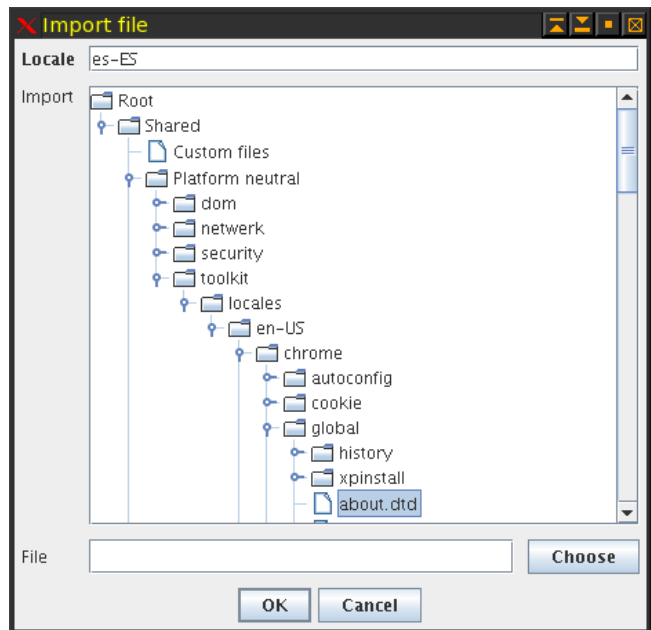 Import file
Locale es-ES
Import Root
Shared
Custom files
Platform neutral
dom
netwerk
security
toolkit
locales
en-US
chrome
autoconfig
cookie
global
history
xpinstall
about.dtd
File Choose
OK Cancel